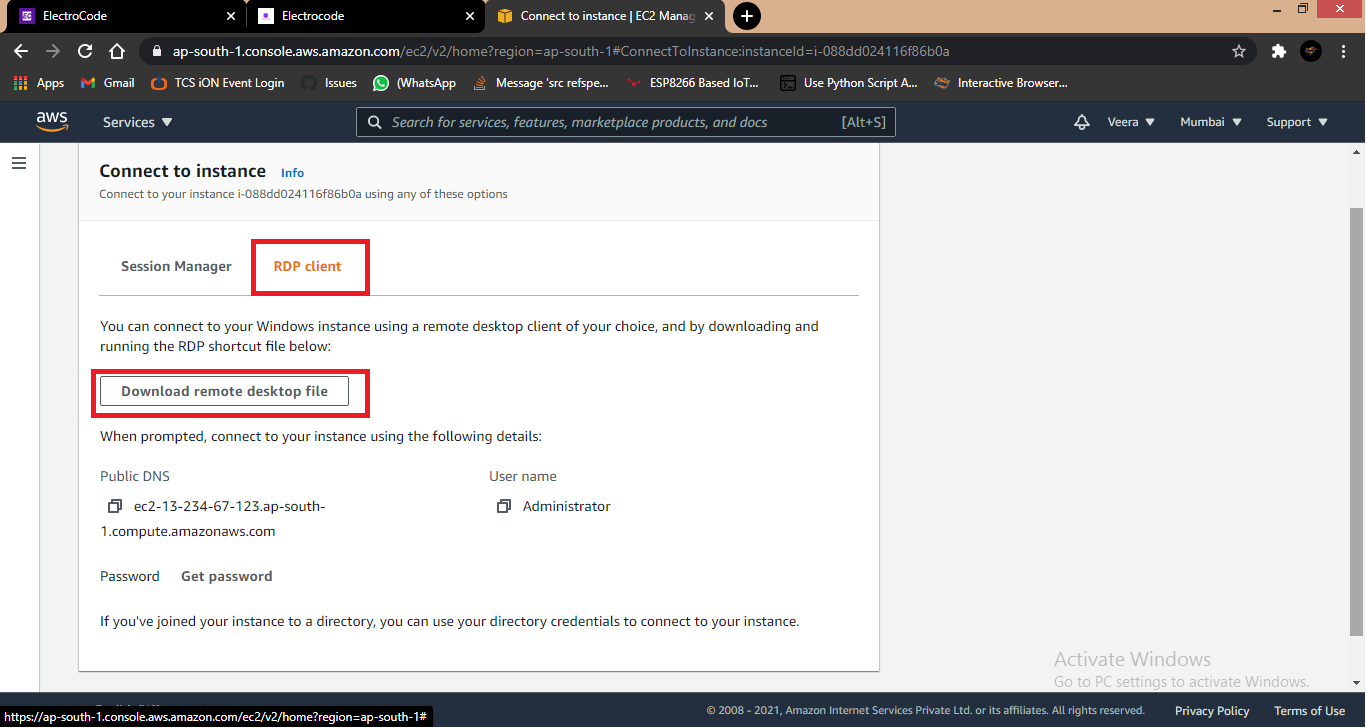 ElectroCode
Electrocode
Connect to instance | EC2 Manag
ap-south-1.console.aws.amazon.com/ec2/v2/home?region=ap-south-1#ConnectToInstance:instanceId=i-088dd024116f86b0a
Apps Gmail TCS iON Event Login Issues (WhatsApp Message 'src refspe... ESP8266 Based IoT... Use Python Script A... Interactive Browser...
aws Services Search for services, features, marketplace products, and docs [Alt+S] Veera Mumbai Support
Connect to instance Info
Connect to your instance i-088dd024116f86b0a using any of these options
Session Manager RDP client
You can connect to your Windows instance using a remote desktop client of your choice, and by downloading and
running the RDP shortcut file below:
Download remote desktop file
When prompted, connect to your instance using the following details:
Public DNS User name
ec2-13-234-67-123.ap-south- Administrator
1.compute.amazonaws.com
Password Get password
If you've joined your instance to a directory, you can use your directory credentials to connect to your instance.
Activate Windows
Go to PC settings to activate Windows.
© 2008 - 2021, Amazon Internet Services Private Ltd. or its affiliates. All rights reserved. Privacy Policy Terms of Use
https://ap-south-1.console.aws.amazon.com/ec2/v2/home?region=ap-south-1#